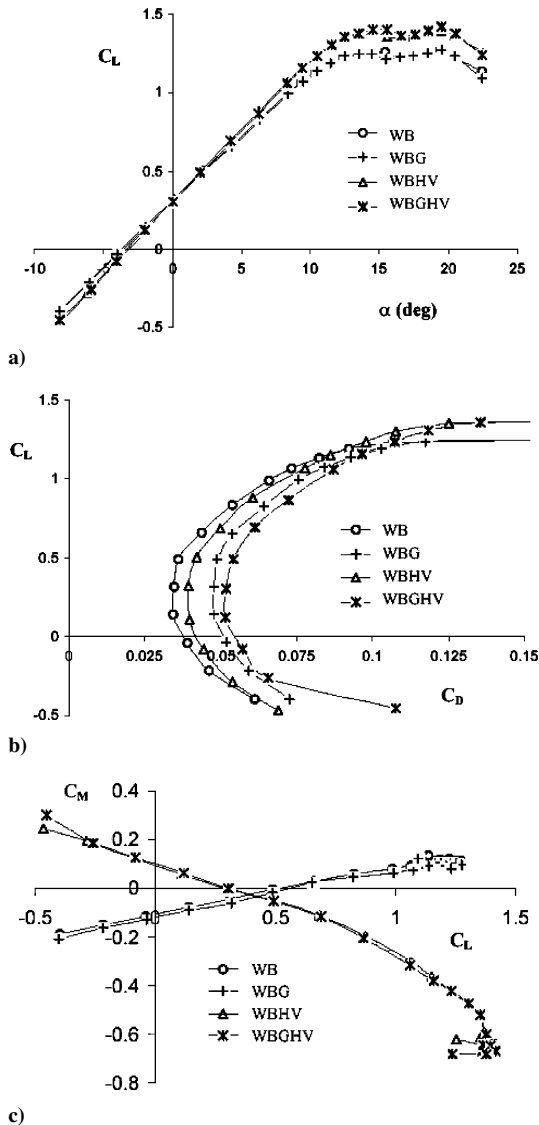 1.5
C_L
1
0.5
0
-0.5
-10 -5 0 5 10 15 20 25
α (deg)
WB
WBG
WBHV
WBGHV
a)
1.5
C_L
1
0.5
0
-0.5
0 0.025 0.05 0.075 0.1 0.125 0.15
C_D
WB
WBG
WBHV
WBGHV
b)
C_M
0.4
0.2
0
-0.2
-0.4
-0.6
-0.8
-0.5 0 0.5 1 1.5
C_L
WB
WBG
WBHV
WBGHV
c)